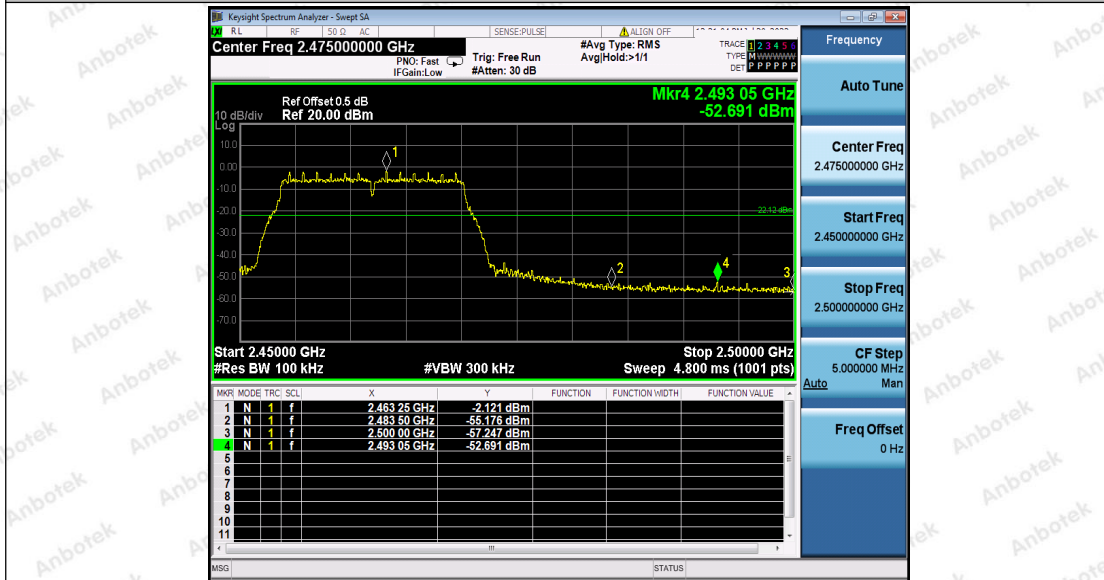 Keysight Spectrum Analyzer - Swept SA
RL RF 50 Ω AC SENSE:PULSE ALIGN OFF
Center Freq 2.475000000 GHz
PNO: Fast
IFGain:Low
Trig: Free Run
#Atten: 30 dB
#Avg Type: RMS
Avg|Hold:>1/1
TRACE 1 2 3 4 5 6
TYPE M WWWWW
DET P P P P P P
Frequency
Auto Tune
Center Freq
2.475000000 GHz
Start Freq
2.450000000 GHz
Stop Freq
2.500000000 GHz
CF Step
5.000000 MHz
Auto Man
Freq Offset
0 Hz
Mkr4 2.493 05 GHz
-52.691 dBm
Ref Offset 0.5 dB
10 dB/div Ref 20.00 dBm
Log
10.0
0.00
-10.0
-20.0
-30.0
-40.0
-50.0
-60.0
-70.0
1
2
3
4
-22.12 dBm
Start 2.45000 GHz Stop 2.50000 GHz
#Res BW 100 kHz #VBW 300 kHz Sweep 4.800 ms (1001 pts)
MKR MODE TRC SCL X Y FUNCTION FUNCTION WIDTH FUNCTION VALUE
1 N 1 f 2.463 25 GHz -2.121 dBm
2 N 1 f 2.483 50 GHz -55.176 dBm
3 N 1 f 2.500 00 GHz -57.247 dBm
4 N 1 f 2.493 05 GHz -52.691 dBm
5
6
7
8
9
10
11
MSG STATUS
Anbotek